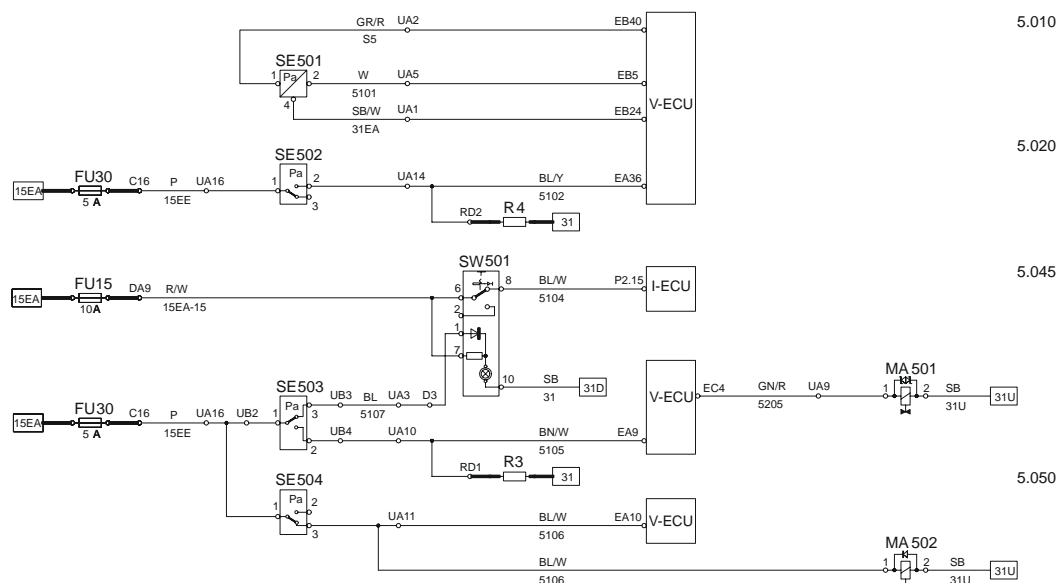 GR/R UA2 EB40 5.010
S5
SE501
1 Pa 2 W UA5 EB5
5101 V-ECU
4 SB/W UA1 EB24
31EA
5.020
SE502
FU30 C16 P UA16 1 Pa 2 UA14 BL/Y EA36
15EA 5 A 15EE 3 5102
RD2 R4 31
SW501 5.045
FU15 DA9 R/W 6 8 BL/W P2.15 I-ECU
15EA 10A 15EA-15 5104
2
1
7
10 SB 31D
31
SE503 MA501
UB3 BL UA3 D3 V-ECU EC4 GN/R UA9 1 2 SB 31U
5107 5205 31U
FU30 C16 P UA16 UB2 1 Pa 3
15EA 5 A 15EE 2 UB4 UA10 BN/W EA9
5105
RD1 R3 31
5.050
SE504
1 Pa 2
3 UA11 BL/W EA10 V-ECU
5106
MA502
BL/W 1 2 SB 31U
5106 31U